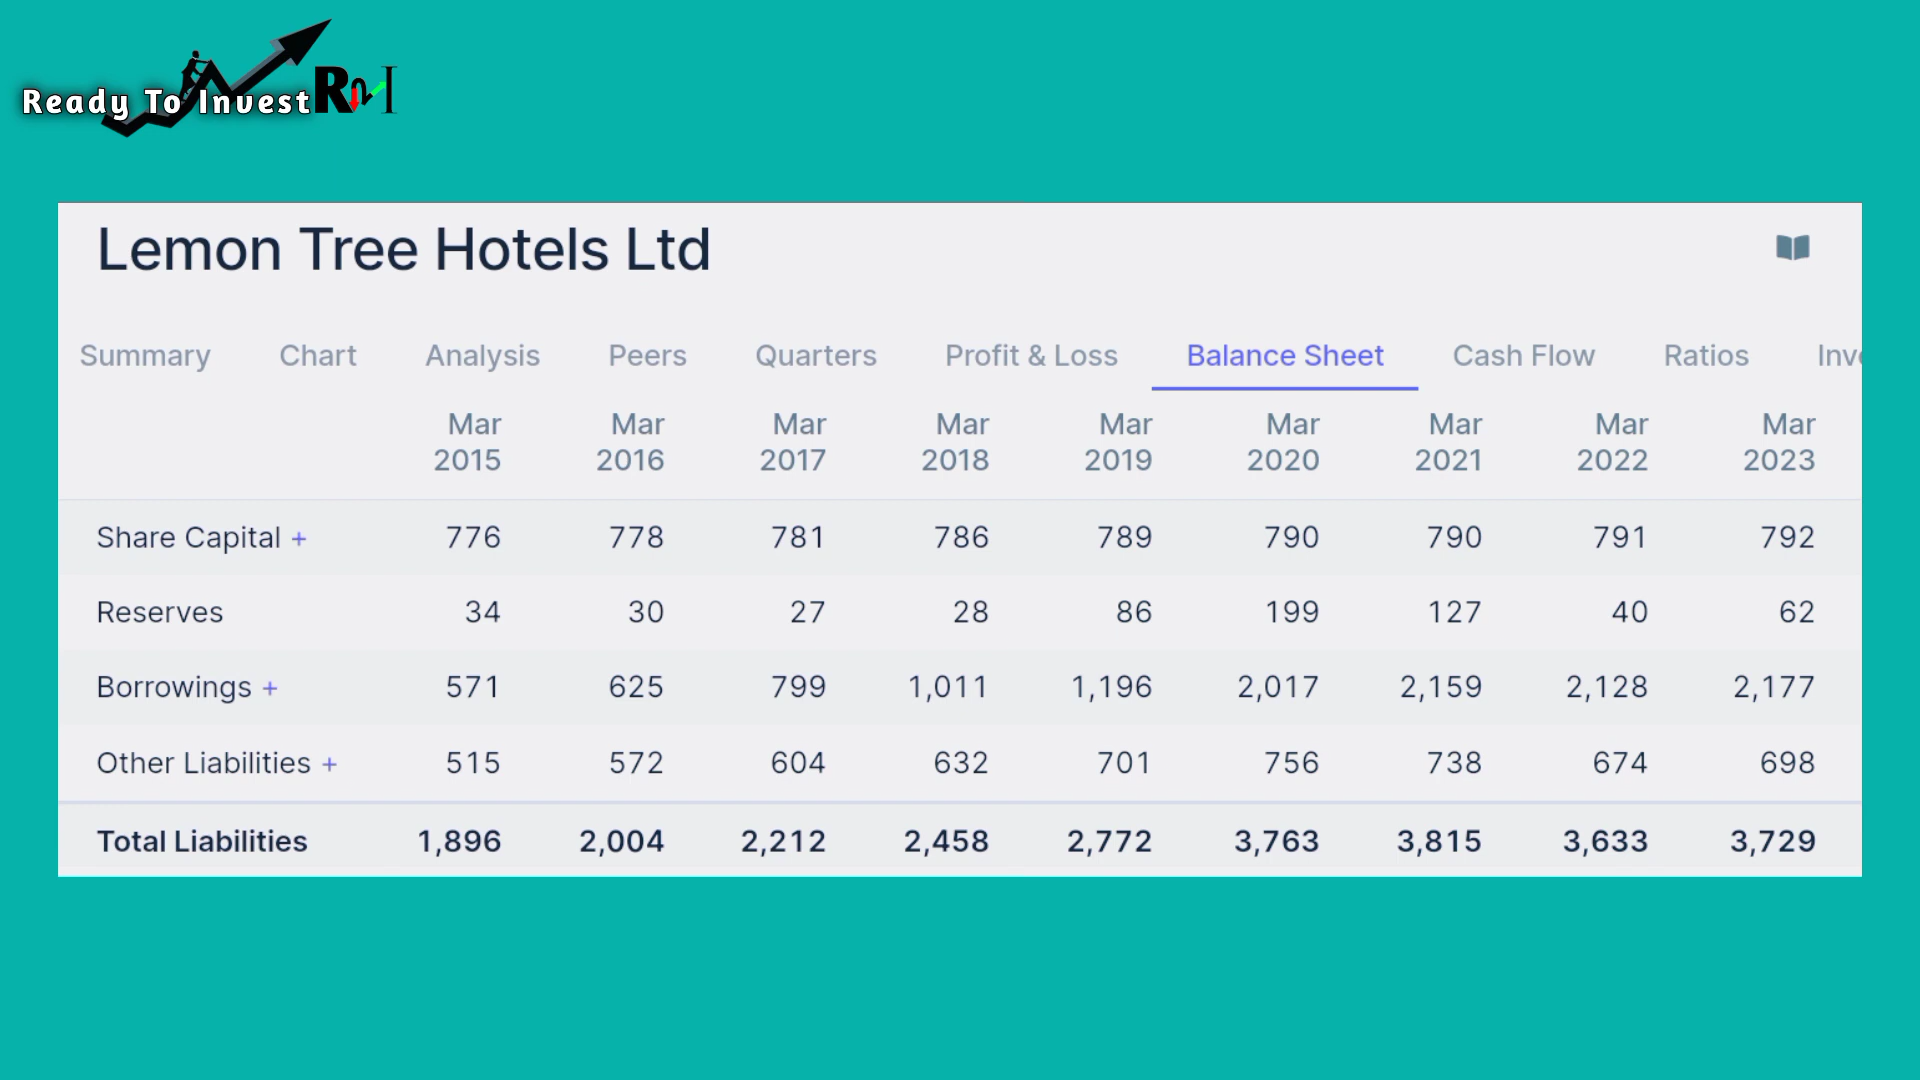 Ready To Invest R2I
Lemon Tree Hotels Ltd
Summary Chart Analysis Peers Quarters Profit & Loss Balance Sheet Cash Flow Ratios Inve
Mar Mar Mar Mar Mar Mar Mar Mar Mar
2015 2016 2017 2018 2019 2020 2021 2022 2023
Share Capital + 776 778 781 786 789 790 790 791 792
Reserves 34 30 27 28 86 199 127 40 62
Borrowings + 571 625 799 1,011 1,196 2,017 2,159 2,128 2,177
Other Liabilities + 515 572 604 632 701 756 738 674 698
Total Liabilities 1,896 2,004 2,212 2,458 2,772 3,763 3,815 3,633 3,729